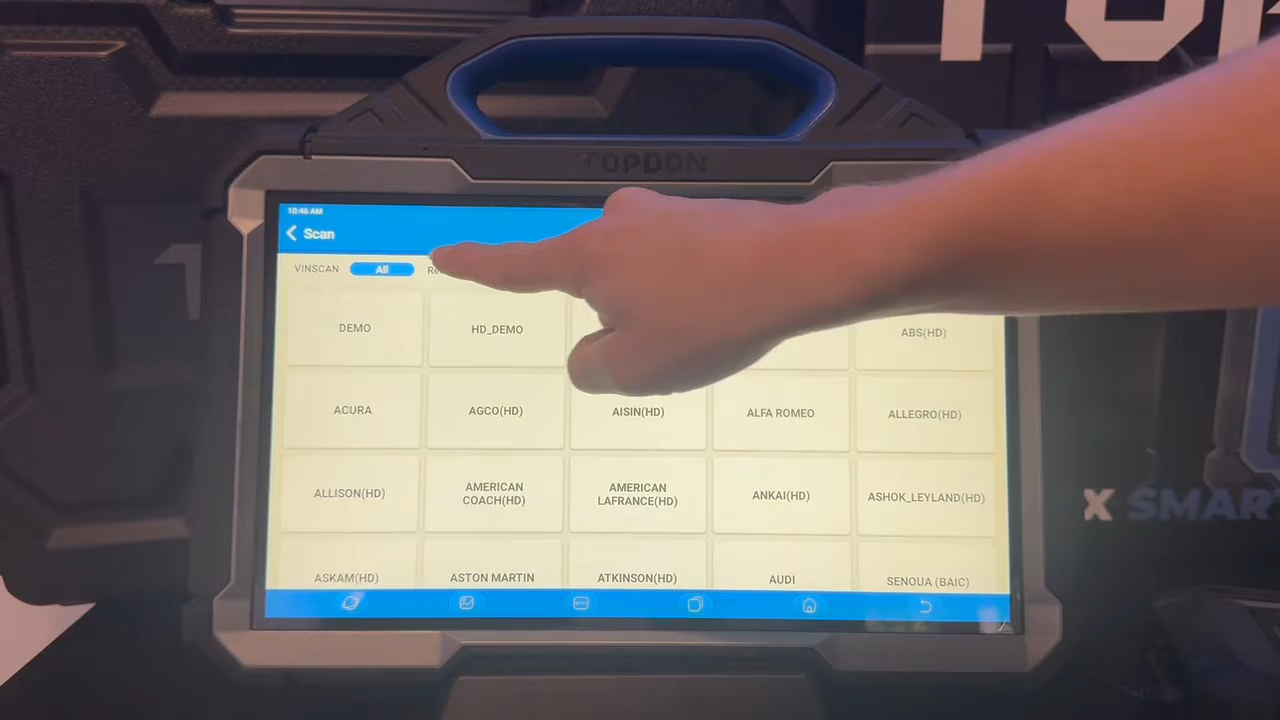 TOPDON
10:46 AM
Scan
VINSCAN
All
DEMO
HD_DEMO
ABS(HD)
ACURA
AGCO(HD)
AISIN(HD)
ALFA ROMEO
ALLEGRO(HD)
ALLISON(HD)
AMERICAN
COACH(HD)
AMERICAN
LAFRANCE(HD)
ANKAI(HD)
ASHOK_LEYLAND(HD)
ASKAM(HD)
ASTON MARTIN
ATKINSON(HD)
AUDI
SENOUA (BAIC)
X SMAR